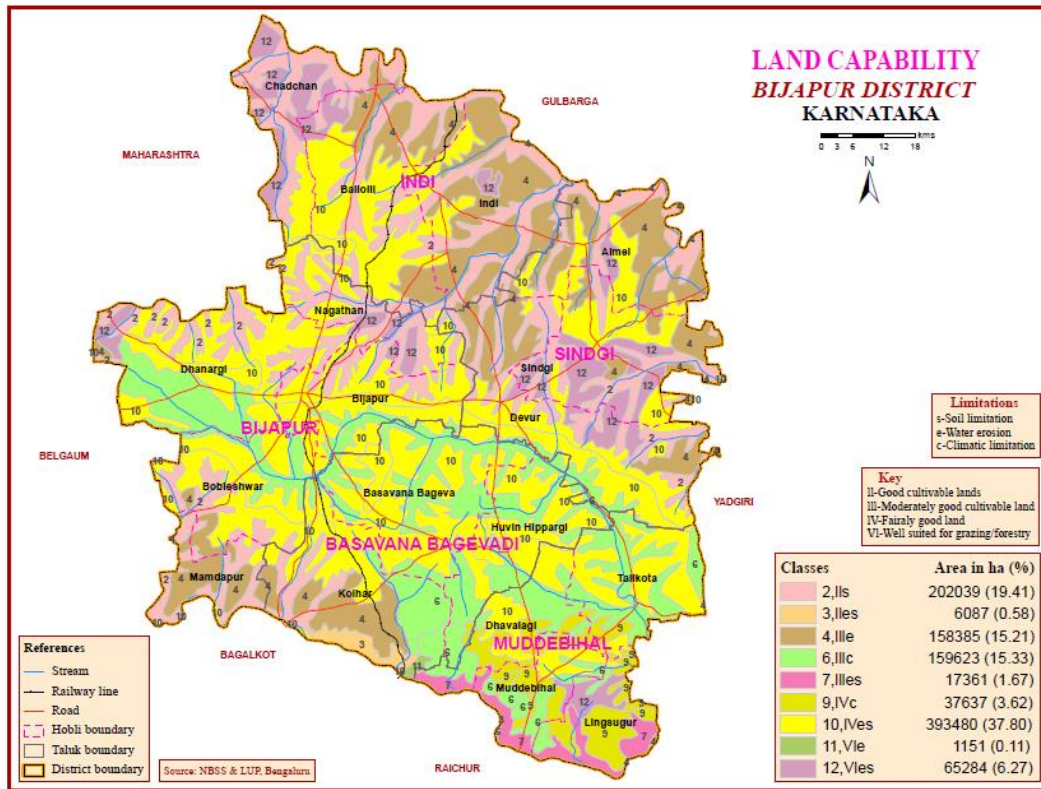 LAND CAPABILITY
BIJAPUR DISTRICT
KARNATAKA
0 3 6 12 18 kms
N
GULBARGA
MAHARASHTRA
BELGAUM
YADGIRI
BAGALKOT
RAICHUR
Chadchan
Ballolli
INDI
Indi
Almel
Nagathan
SINDGI
Sindgi
Dhanargi
Bijapur
Devur
BIJAPUR
Bobleshwar
Basavana Bageva
Huvin Hippargi
BASAVANA BAGEVADI
Talikota
Mamdapur
Kolhar
Dhavalagi
MUDDEBIHAL
Muddebihal
Lingsugur
Limitations
s-Soil limitation
e-Water erosion
c-Climatic limitation
Key
ll-Good cultivable lands
lll-Moderately good cultivable land
lV-Fairaly good land
Vl-Well suited for grazing/forestry
Classes Area in ha (%)
2,IIs 202039 (19.41)
3,IIes 6087 (0.58)
4,IIIe 158385 (15.21)
6,IIIc 159623 (15.33)
7,IIIes 17361 (1.67)
9,IVc 37637 (3.62)
10,IVes 393480 (37.80)
11,VIe 1151 (0.11)
12,VIes 65284 (6.27)
References
Stream
Railway line
Road
Hobli boundary
Taluk boundary
District boundary
Source: NBSS & LUP, Bengaluru